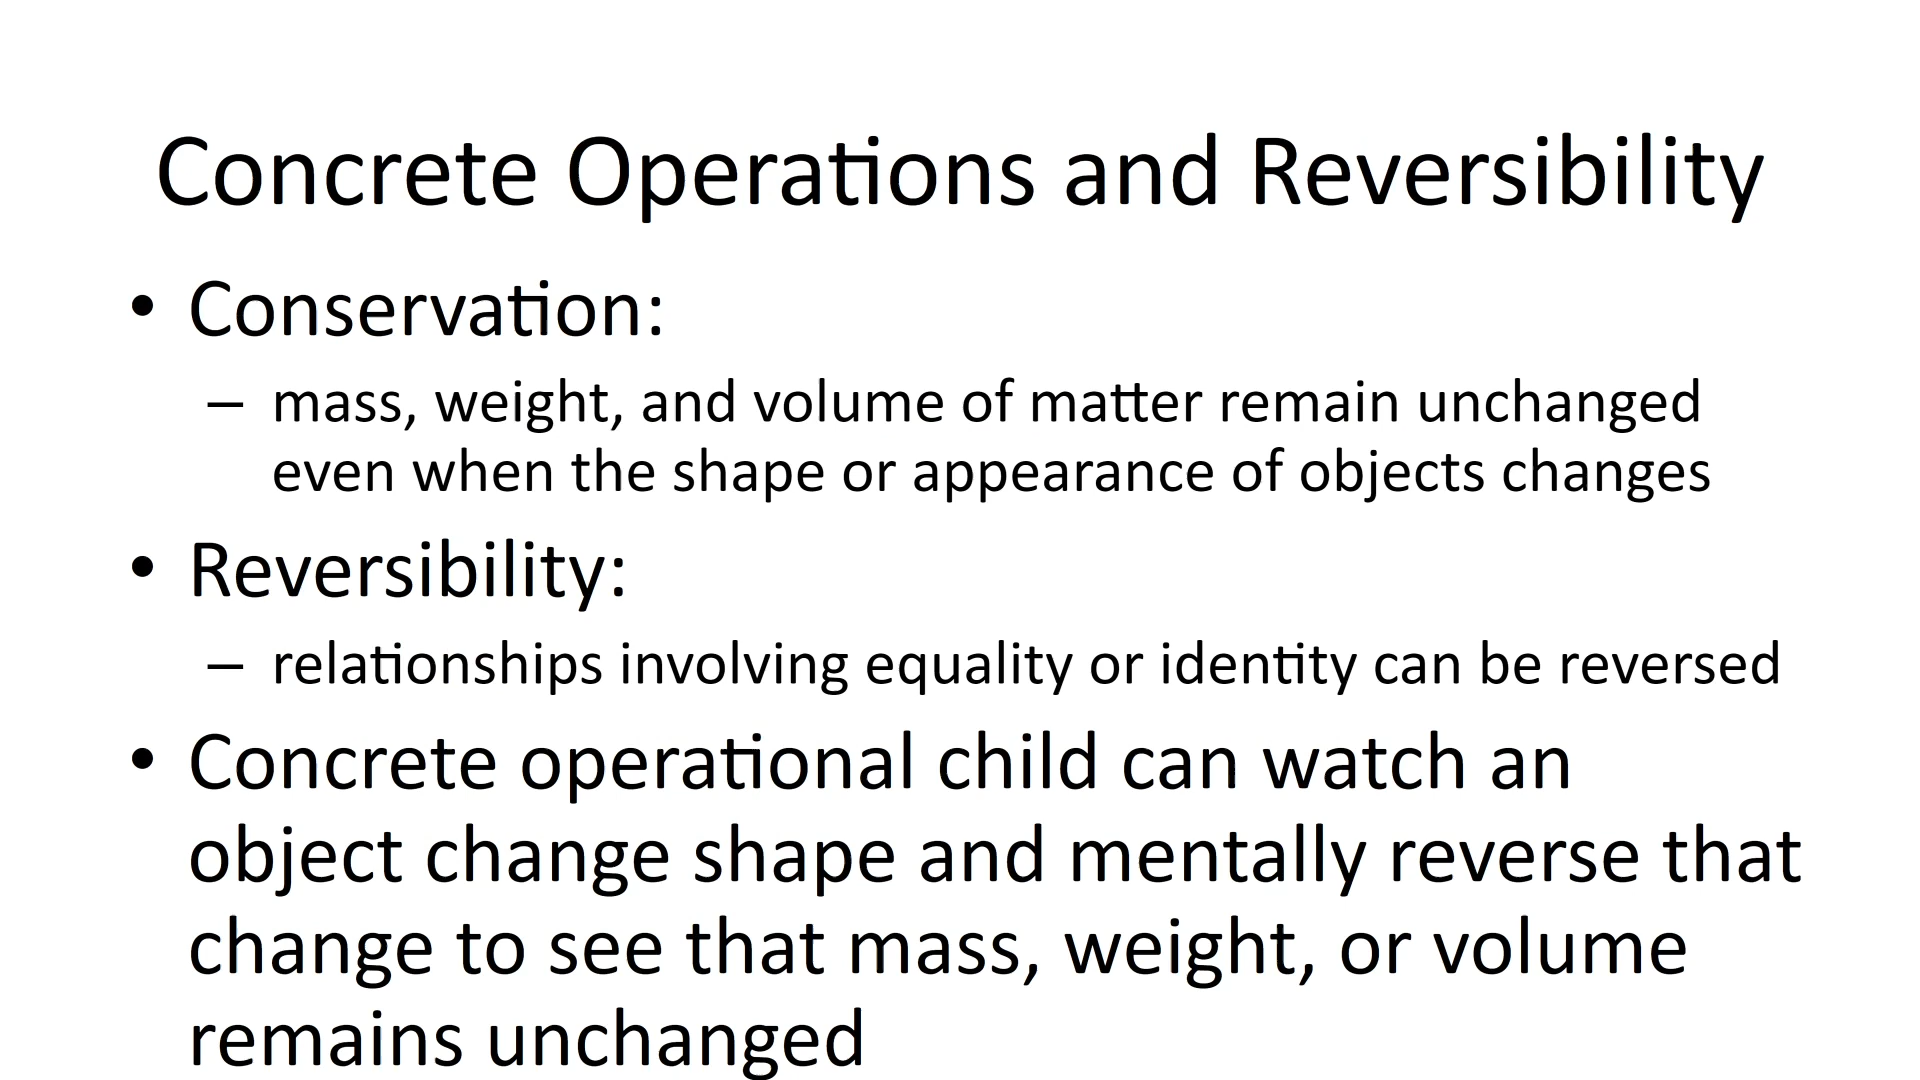 Concrete Operations and Reversibility
• Conservation:
– mass, weight, and volume of matter remain unchanged
even when the shape or appearance of objects changes
• Reversibility:
– relationships involving equality or identity can be reversed
• Concrete operational child can watch an
object change shape and mentally reverse that
change to see that mass, weight, or volume
remains unchanged